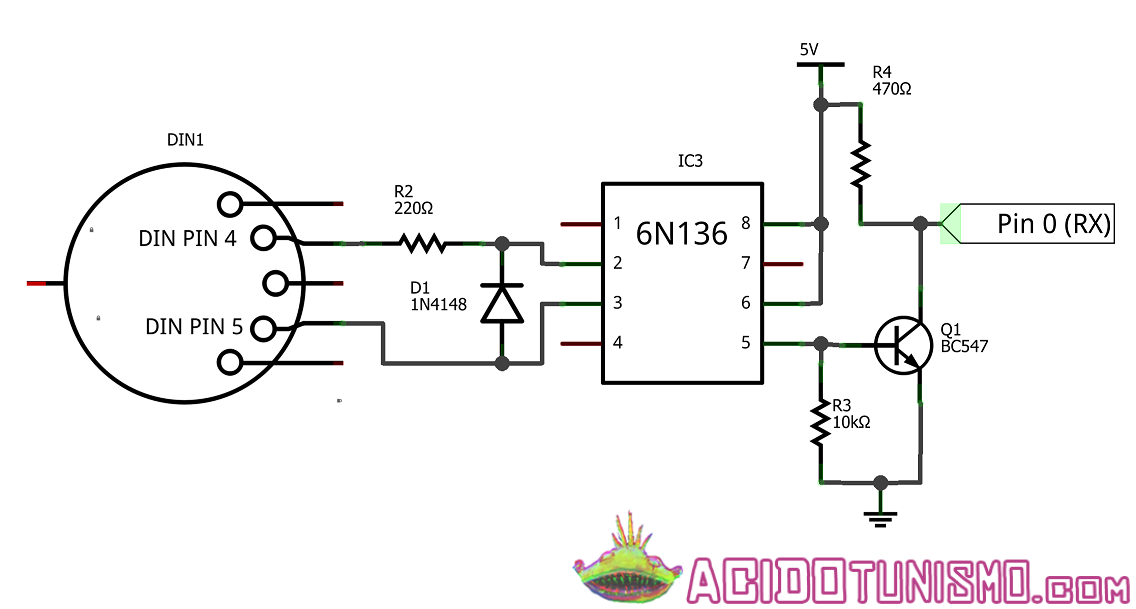 5V
R4
470Ω
DIN1
IC3
R2
220Ω
1
8
6N136
Pin 0 (RX)
DIN PIN 4
2
7
D1
1N4148
3
6
DIN PIN 5
4
5
Q1
BC547
R3
10kΩ
ACIDOTUNISMO.COM